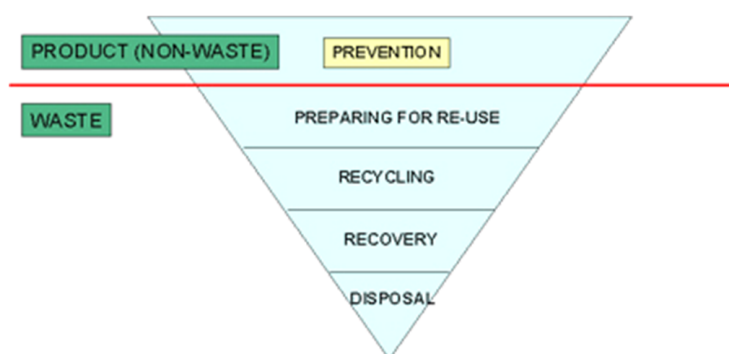 PRODUCT (NON-WASTE)
PREVENTION
WASTE
PREPARING FOR RE-USE
RECYCLING
RECOVERY
DISPOSAL